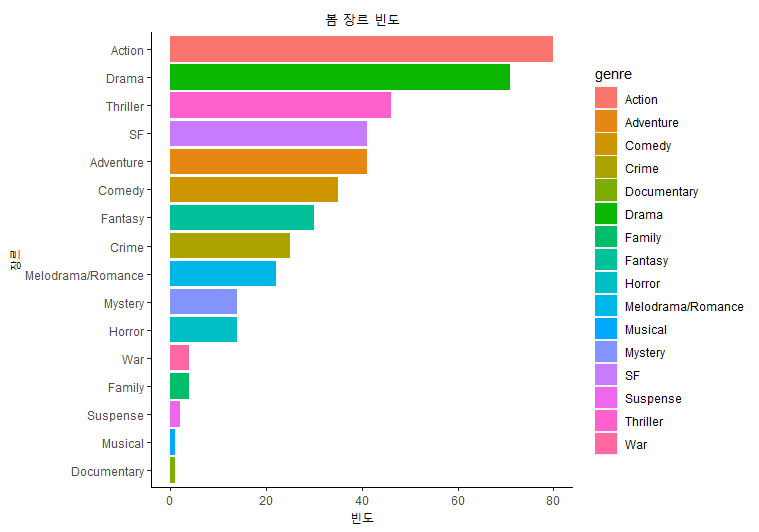 봄 장르 빈도
Action
Drama
Thriller
SF
Adventure
Comedy
Fantasy
Crime
Melodrama/Romance
Mystery
Horror
War
Family
Suspense
Musical
Documentary
장르
0 20 40 60 80
빈도
genre
Action
Adventure
Comedy
Crime
Documentary
Drama
Family
Fantasy
Horror
Melodrama/Romance
Musical
Mystery
SF
Suspense
Thriller
War